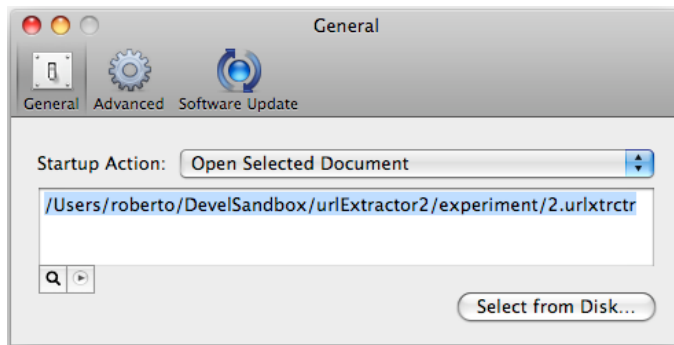 General
General Advanced Software Update
Startup Action: Open Selected Document
/Users/roberto/DevelSandbox/urlExtractor2/experiment/2.urlxtrctr
Select from Disk...